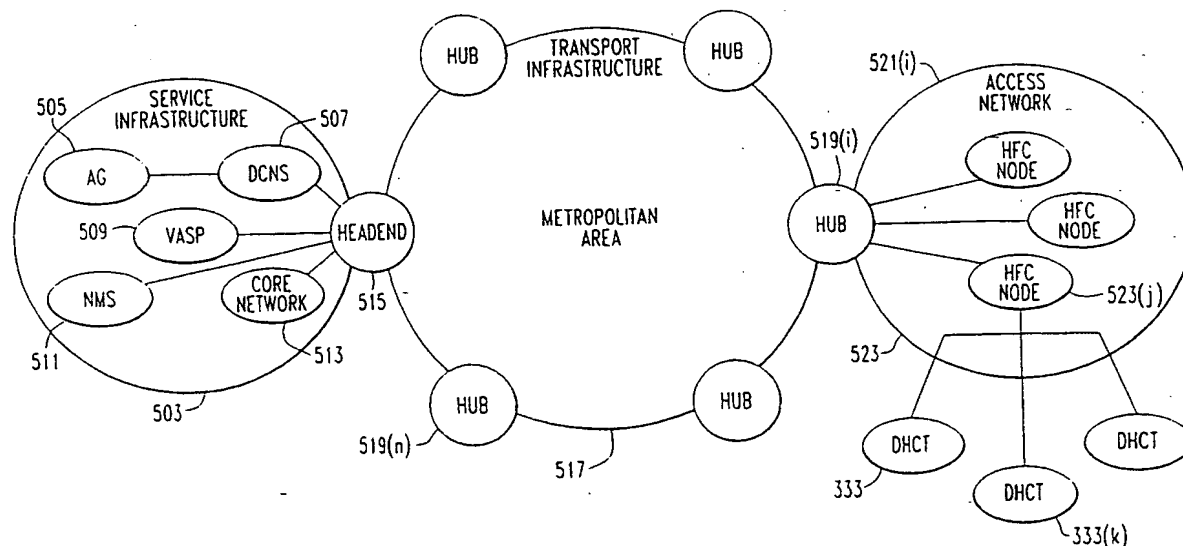 HUB
TRANSPORT
INFRASTRUCTURE
HUB
521(i)
SERVICE
INFRASTRUCTURE
505
507
ACCESS
NETWORK
519(i)
AG
DCNS
HFC
NODE
509
VASP
HEADEND
METROPOLITAN
AREA
HUB
HFC
NODE
NMS
CORE
NETWORK
515
HFC
NODE
523(j)
511
513
523
503
HUB
HUB
519(n)
517
DHCT
DHCT
333
DHCT
333(k)